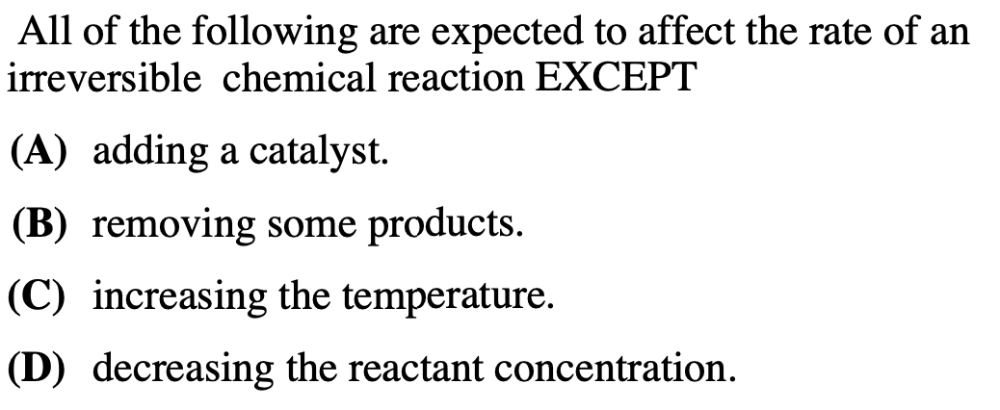 All of the following are expected to affect the rate of an
irreversible chemical reaction EXCEPT
(A) adding a catalyst.
(B) removing some products.
(C) increasing the temperature.
(D) decreasing the reactant concentration.